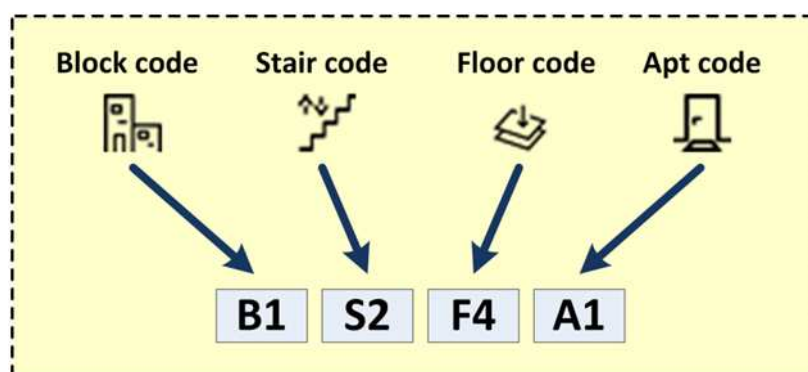 Block code Stair code Floor code Apt code
B1 S2 F4 A1